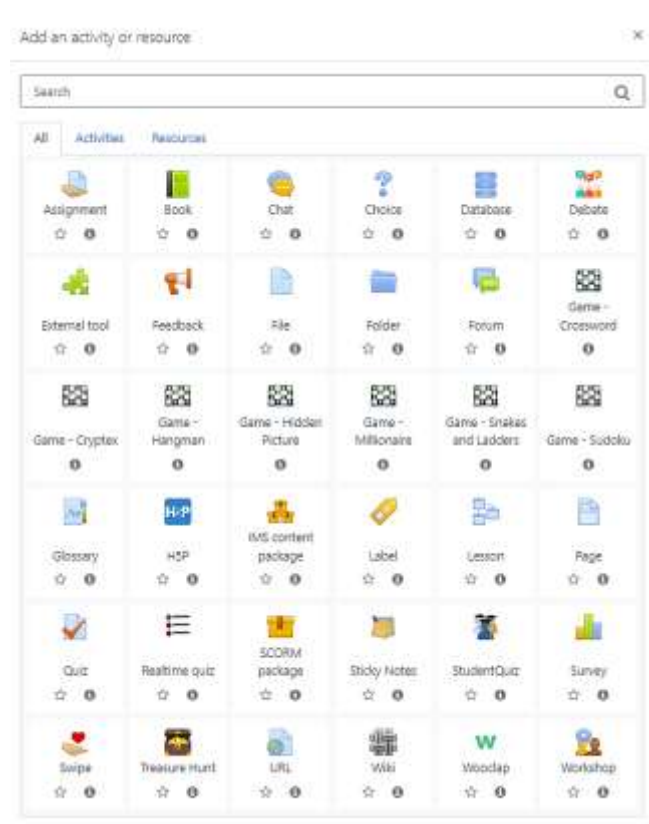 Add an activity or resource ×
Search
All Activities Resources
Assignment Book Chat Choice Database Debate
External tool Feedback File Folder Forum Game - Crossword
Game - Cryptex Game - Hangman Game - Hidden Picture Game - Millionaire Game - Snakes and Ladders Game - Sudoku
Glossary H5P H5P IMS content package Label Lesson Page
Quiz Realtime quiz SCORM package Sticky Notes StudentQuiz Survey
Swipe Treasure Hunt URL Wiki W Wooclap Workshop